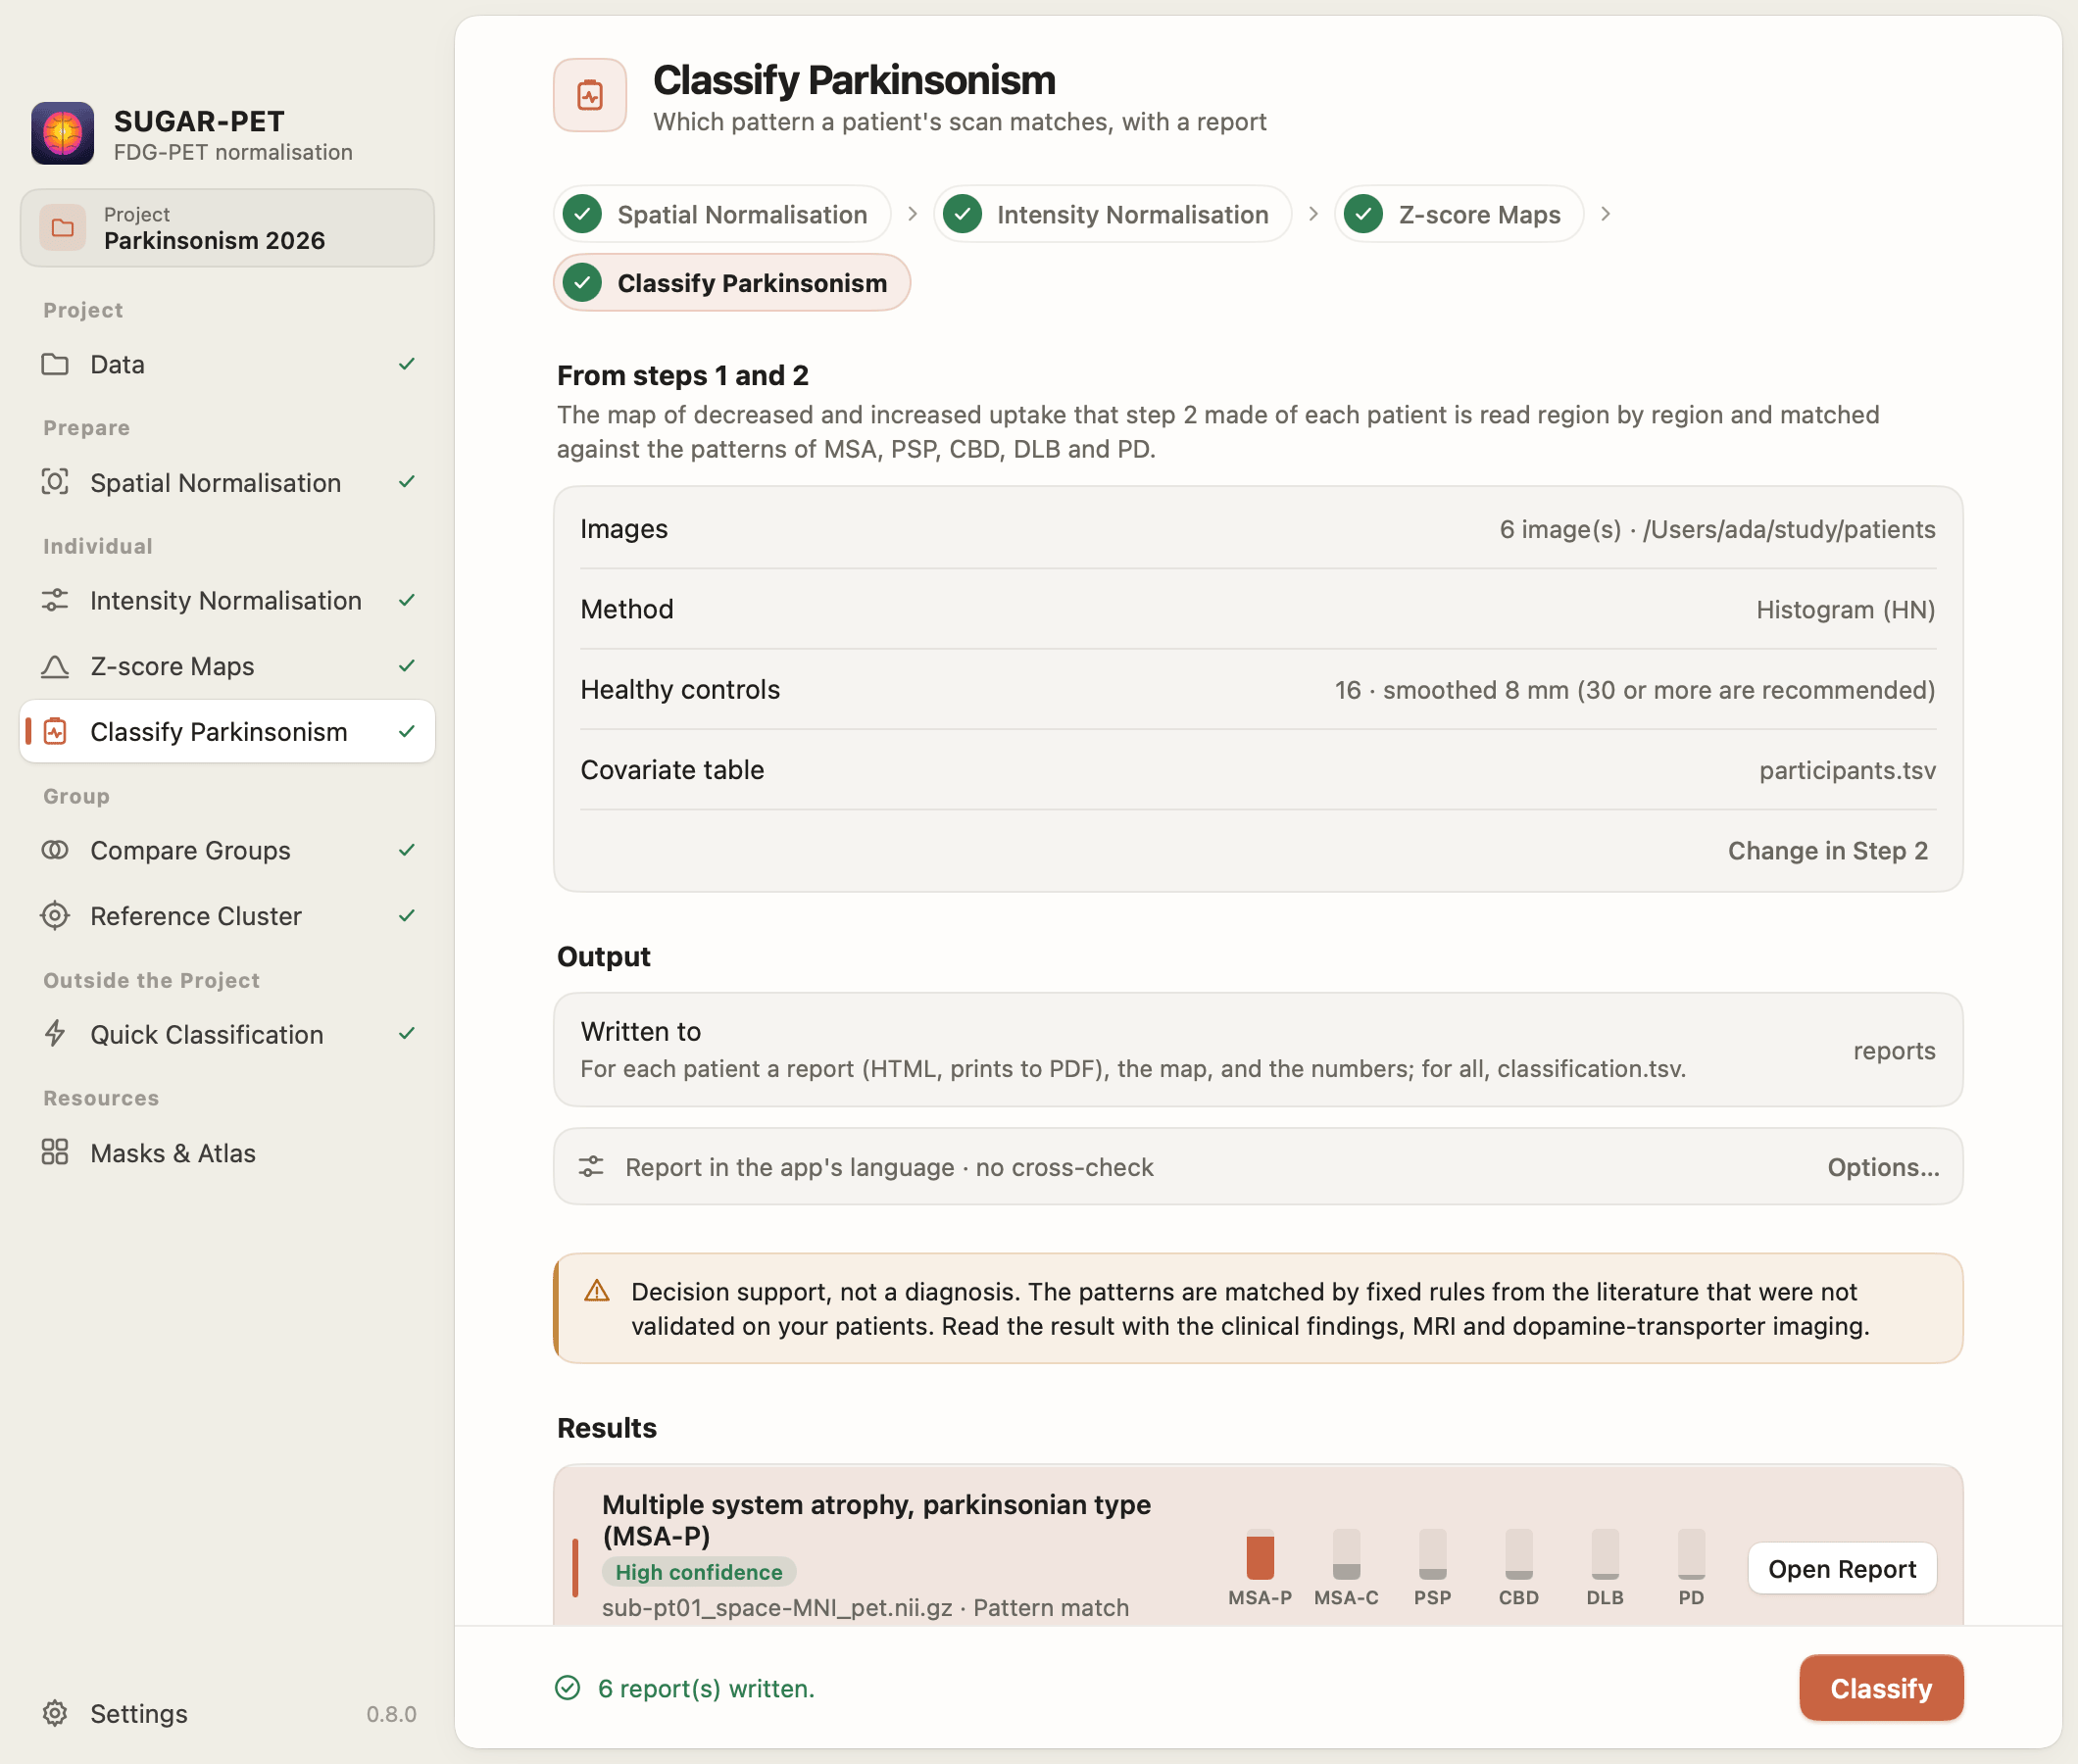 SUGAR-PET
FDG-PET normalisation
Project
Parkinsonism 2026
Project
Data
Prepare
Spatial Normalisation
Individual
Intensity Normalisation
Z-score Maps
Classify Parkinsonism
Group
Compare Groups
Reference Cluster
Outside the Project
Quick Classification
Resources
Masks & Atlas
Settings
0.8.0
Classify Parkinsonism
Which pattern a patient's scan matches, with a report
Spatial Normalisation
Intensity Normalisation
Z-score Maps
Classify Parkinsonism
From steps 1 and 2
The map of decreased and increased uptake that step 2 made of each patient is read region by region and matched
against the patterns of MSA, PSP, CBD, DLB and PD.
Images
6 image(s) · /Users/ada/study/patients
Method
Histogram (HN)
Healthy controls
16 · smoothed 8 mm (30 or more are recommended)
Covariate table
participants.tsv
Change in Step 2
Output
Written to
For each patient a report (HTML, prints to PDF), the map, and the numbers; for all, classification.tsv.
reports
Report in the app's language · no cross-check
Options...
Decision support, not a diagnosis. The patterns are matched by fixed rules from the literature that were not
validated on your patients. Read the result with the clinical findings, MRI and dopamine-transporter imaging.
Results
Multiple system atrophy, parkinsonian type
(MSA-P)
High confidence
sub-pt01_space-MNI_pet.nii.gz · Pattern match
MSA-P
MSA-C
PSP
CBD
DLB
PD
Open Report
6 report(s) written.
Classify